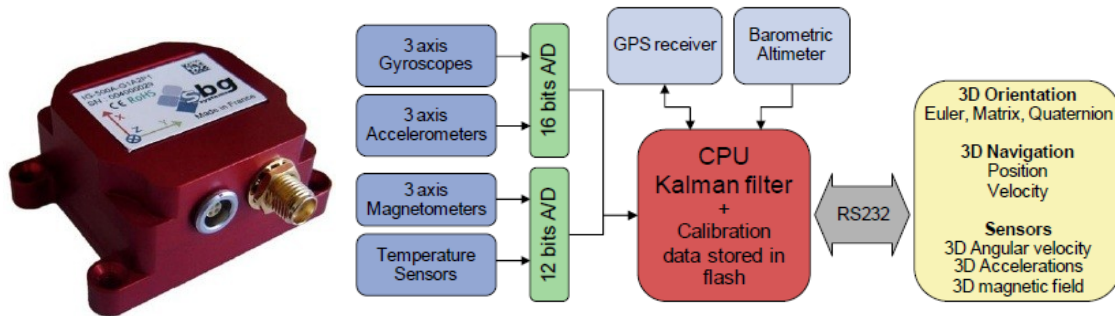 IG-500A-G1A2P1
SN : 004000029
CE RoHS
sbg
Made in France
X
Y
Z
3 axis
Gyroscopes
3 axis
Accelerometers
16 bits A/D
3 axis
Magnetometers
Temperature
Sensors
12 bits A/D
GPS receiver
Barometric
Altimeter
CPU
Kalman filter
+
Calibration
data stored in
flash
RS232
3D Orientation
Euler, Matrix, Quaternion
3D Navigation
Position
Velocity
Sensors
3D Angular velocity
3D Accelerations
3D magnetic field